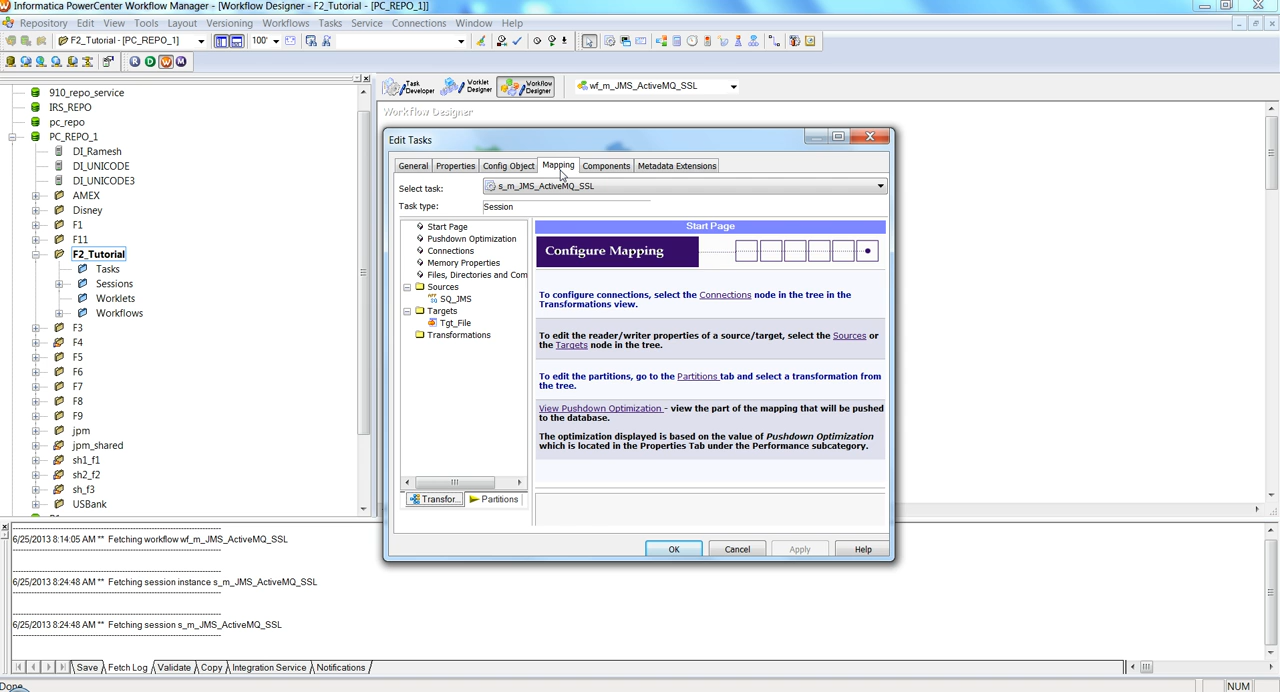 Informatica PowerCenter Workflow Manager - [Workflow Designer - F2_Tutorial - [PC_REPO_1]]
Repository Edit View Tools Layout Versioning Workflows Tasks Service Connections Window Help
F2_Tutorial - [PC_REPO_1]
100%
R D W M
Task Developer
Worklet Designer
Workflow Designer
wf_m_JMS_ActiveMQ_SSL
Workflow Designer
910_repo_service
IRS_REPO
pc_repo
PC_REPO_1
DI_Ramesh
DI_UNICODE
DI_UNICODE3
AMEX
Disney
F1
F11
F2_Tutorial
Tasks
Sessions
Worklets
Workflows
F3
F4
F5
F6
F7
F8
F9
jpm
jpm_shared
sh1_f1
sh2_f2
sh_f3
USBank
Edit Tasks
General Properties Config Object Mapping Components Metadata Extensions
Select task: s_m_JMS_ActiveMQ_SSL
Task type: Session
Start Page
Pushdown Optimization
Connections
Memory Properties
Files, Directories and Com
Sources
SQ_JMS
Targets
Tgt_File
Transformations
Transfor... Partitions
Start Page
Configure Mapping
To configure connections, select the Connections node in the tree in the
Transformations view.
To edit the reader/writer properties of a source/target, select the Sources or
the Targets node in the tree.
To edit the partitions, go to the Partitions tab and select a transformation from
the tree.
View Pushdown Optimization - view the part of the mapping that will be pushed
to the database.
The optimization displayed is based on the value of Pushdown Optimization
which is located in the Properties Tab under the Performance subcategory.
OK Cancel Apply Help
6/25/2013 8:14:05 AM ** Fetching workflow wf_m_JMS_ActiveMQ_SSL
6/25/2013 8:24:48 AM ** Fetching session instance s_m_JMS_ActiveMQ_SSL
6/25/2013 8:24:48 AM ** Fetching session s_m_JMS_ActiveMQ_SSL
Save Fetch Log Validate Copy Integration Service Notifications
Done
NUM